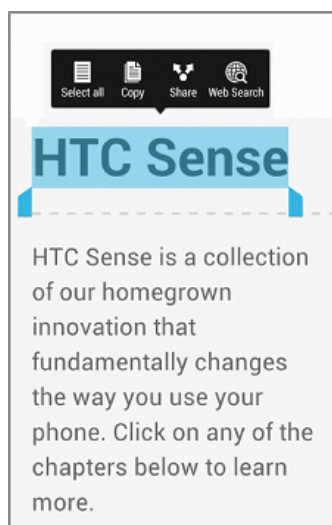 Select all Copy Share Web Search
HTC Sense
HTC Sense is a collection
of our homegrown
innovation that
fundamentally changes
the way you use your
phone. Click on any of the
chapters below to learn
more.